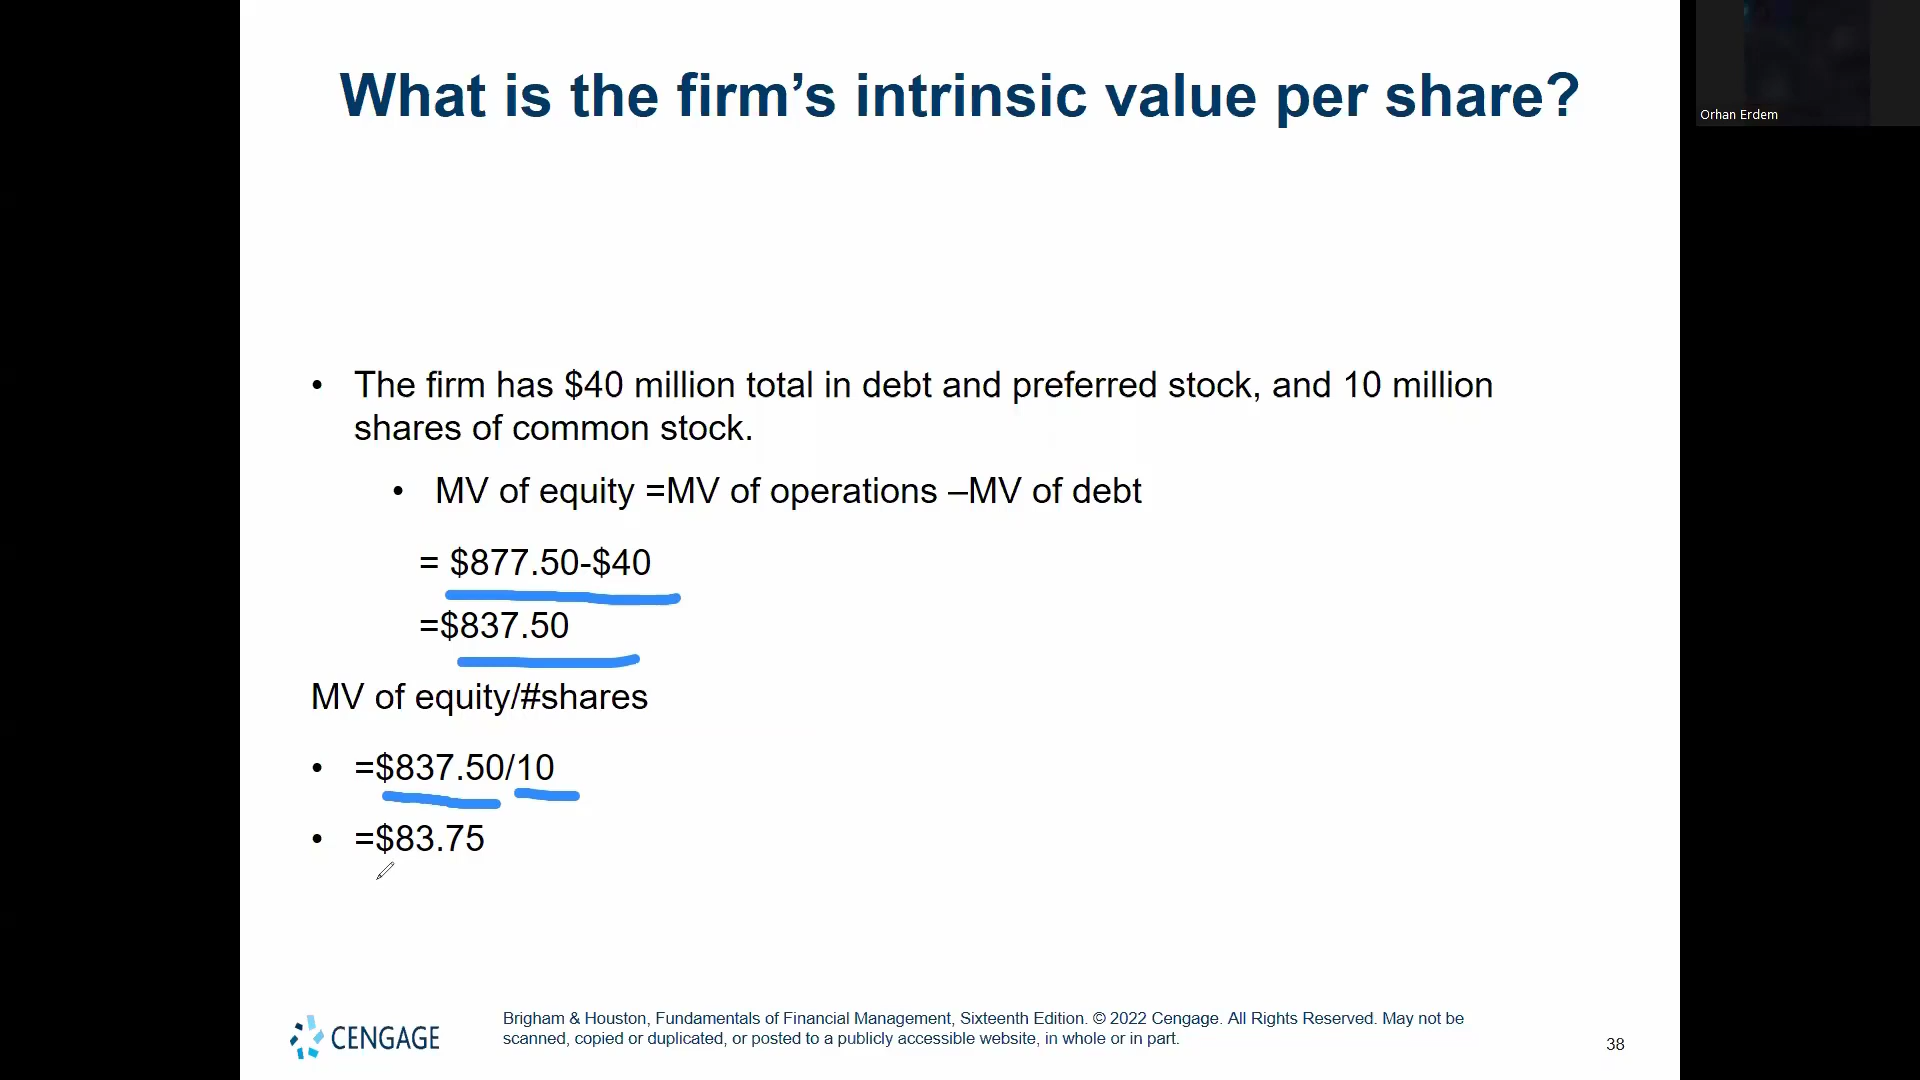 What is the firm’s intrinsic value per share?
Orhan Erdem
• The firm has $40 million total in debt and preferred stock, and 10 million
shares of common stock.
• MV of equity =MV of operations –MV of debt
= $877.50-$40
=$837.50
MV of equity/#shares
• =$837.50/10
• =$83.75
CENGAGE
Brigham & Houston, Fundamentals of Financial Management, Sixteenth Edition. © 2022 Cengage. All Rights Reserved. May not be
scanned, copied or duplicated, or posted to a publicly accessible website, in whole or in part.
38